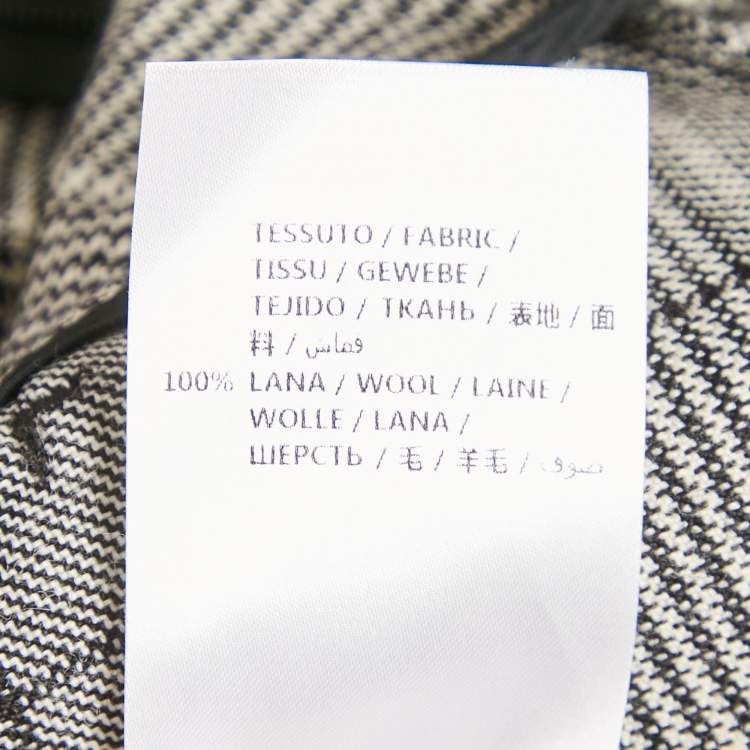 TESSUTO / FABRIC /
TISSU / GEWEBE /
TEJIDO / ТКАНЬ / 表地 / 面
料 / قماش
100% LANA / WOOL / LAINE /
WOLLE / LANA /
ШЕРСТЬ / 毛 / 羊毛 / صوف